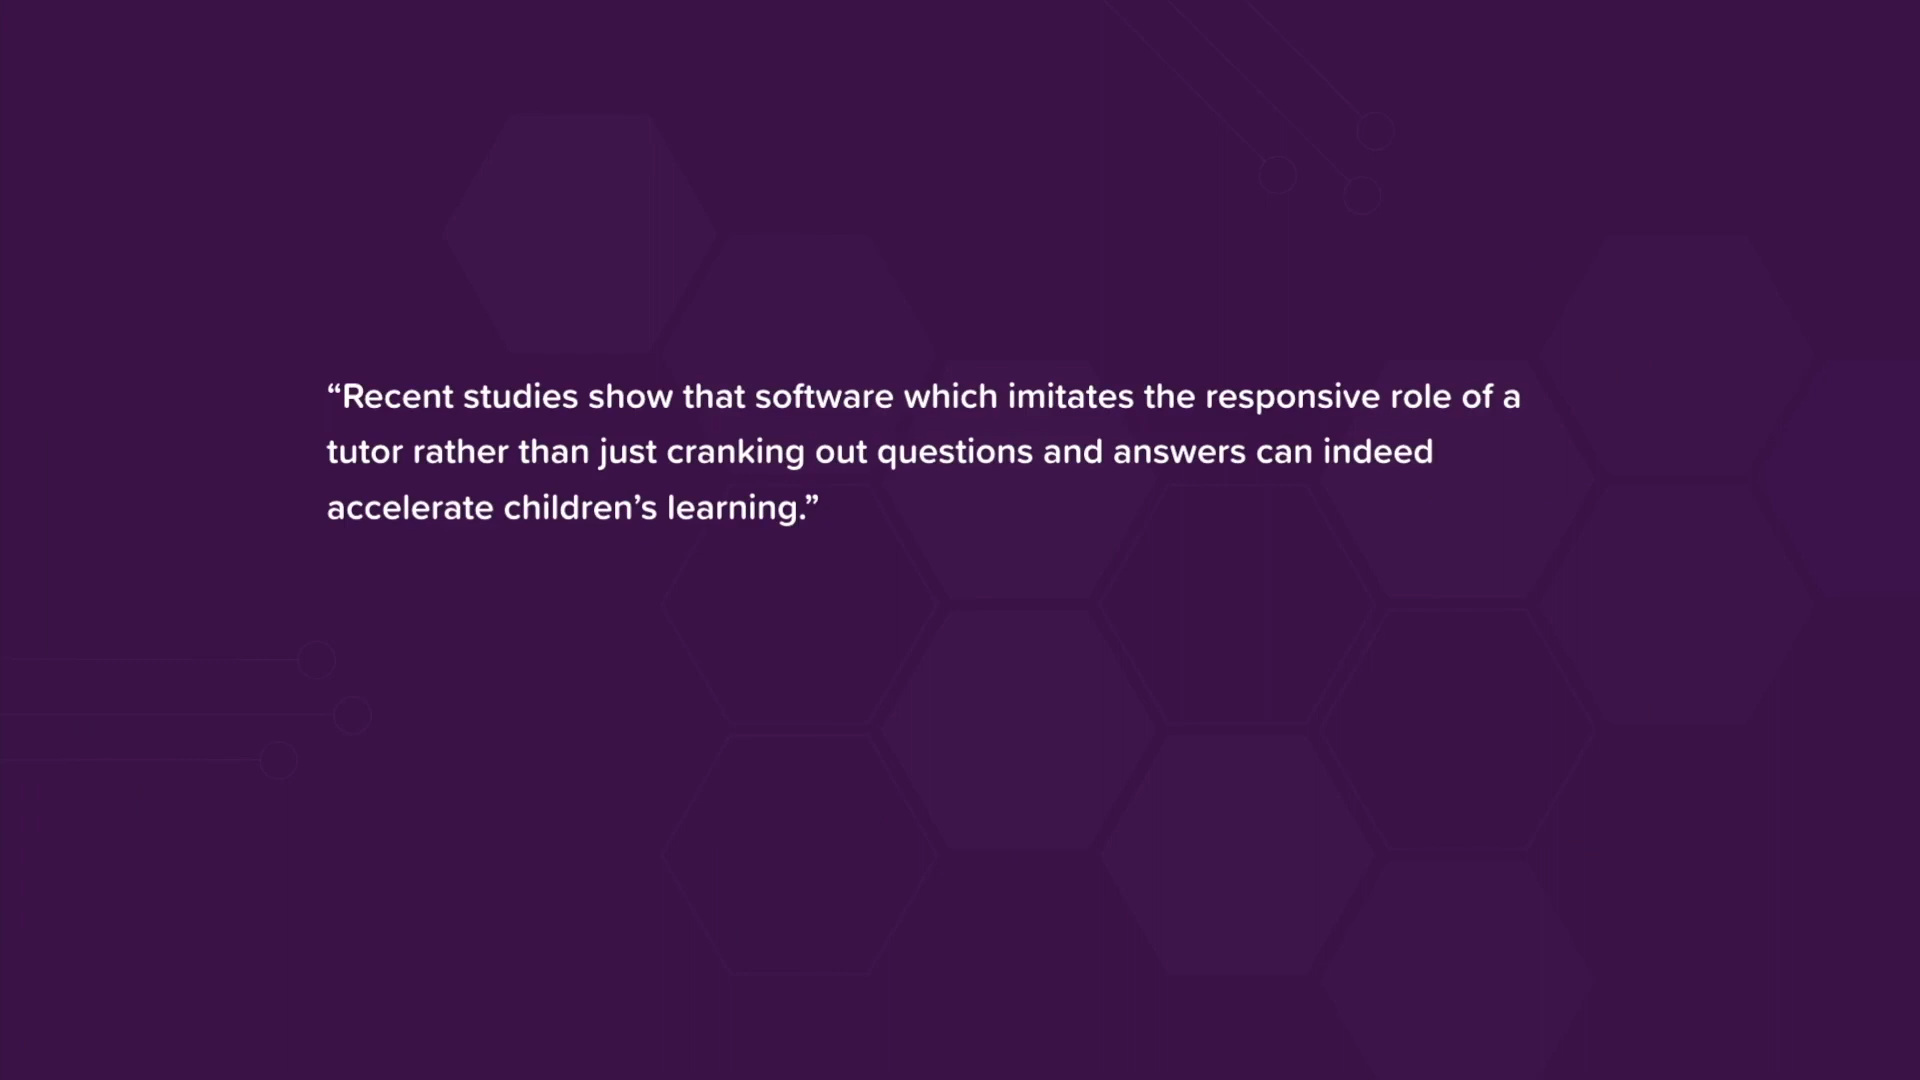 “Recent studies show that software which imitates the responsive role of a
tutor rather than just cranking out questions and answers can indeed
accelerate children’s learning.”